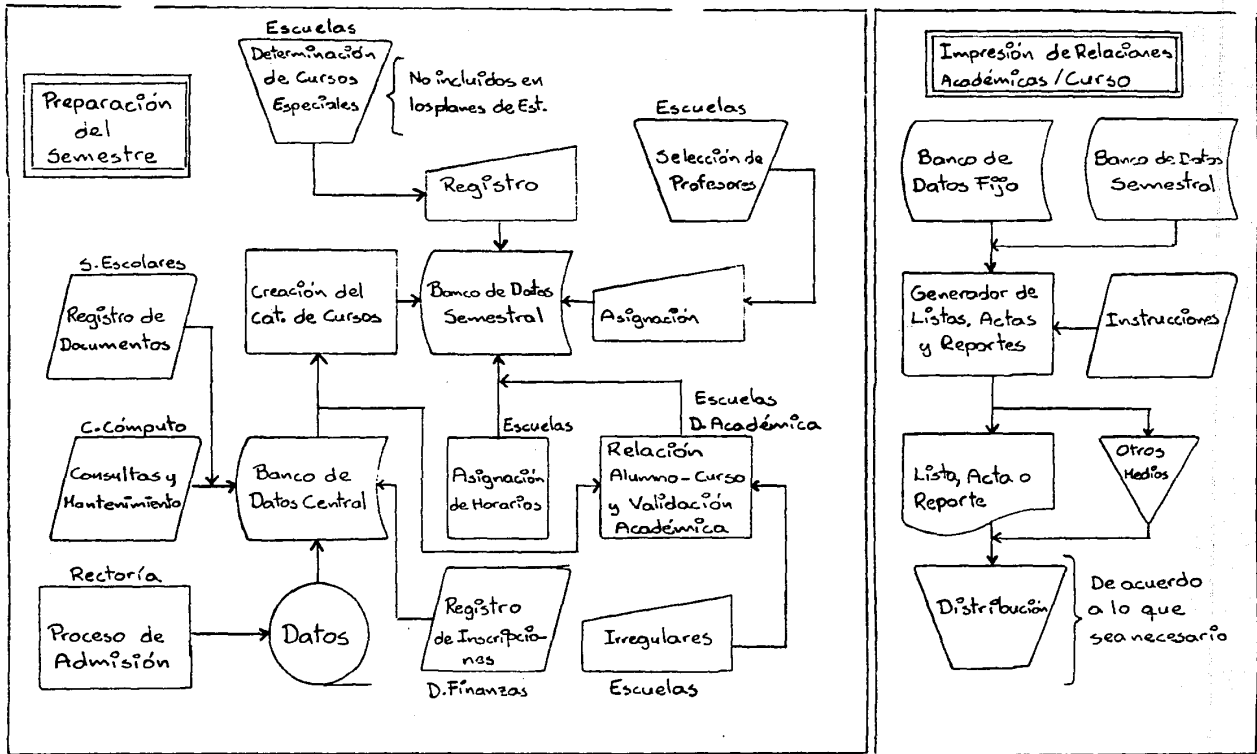 Preparación
del
Semestre
Escuelas
Determinación
de Cursos
Especiales
No incluidos en
los planes de Est.
Registro
Escuelas
Selección de
Profesores
S. Escolares
Registro de
Documentos
Creación del
Cat. de Cursos
Banco de Datos
Semestral
Asignación
C. Cómputo
Consultas y
Mantenimiento
Banco de
Datos Central
Escuelas
Asignación
de Horarios
Escuelas
D. Académica
Relación
Alumno-Curso
y Validación
Académica
Rectoría
Proceso de
Admisión
Datos
Registro
de Inscripcio-
nes
D. Finanzas
Irregulares
Escuelas
Impresión de Relaciones
Académicas / Curso
Banco de
Datos Fijo
Banco de Datos
Semestral
Generador de
Listas, Actas
y Reportes
Instrucciones
Lista, Acta o
Reporte
Otros
Medios
Distribución
De acuerdo
a lo que
sea necesario